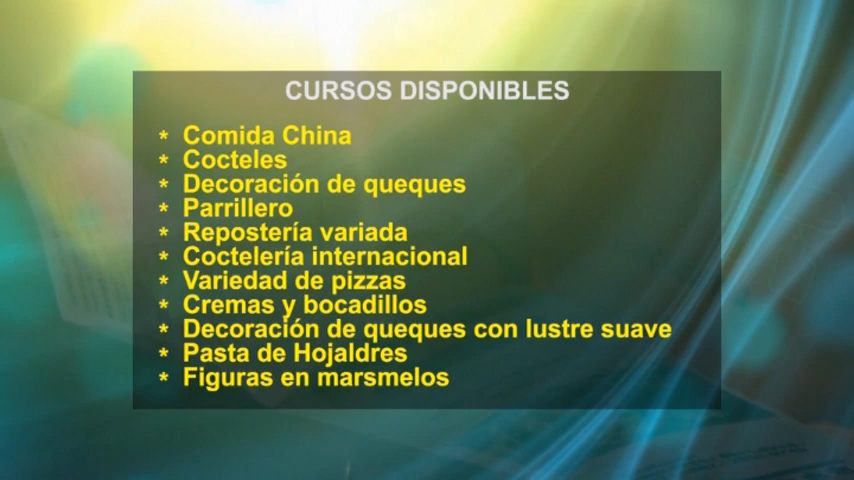 CURSOS DISPONIBLES
* Comida China
* Cocteles
* Decoración de queques
* Parrillero
* Repostería variada
* Coctelería internacional
* Variedad de pizzas
* Cremas y bocadillos
* Decoración de queques con lustre suave
* Pasta de Hojaldres
* Figuras en marsmelos